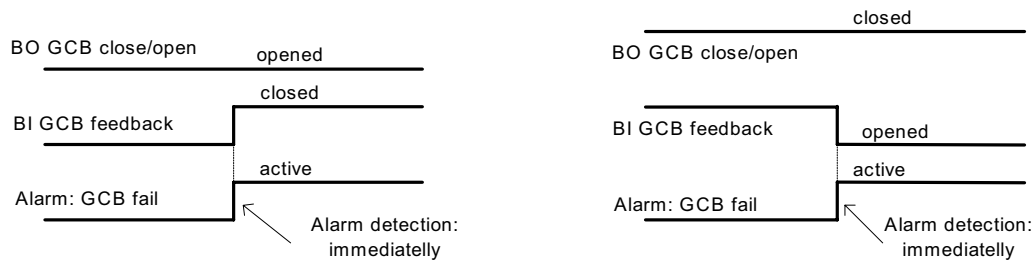 BO GCB close/open
opened
closed
BI GCB feedback
active
Alarm: GCB fail
Alarm detection:
immediatelly
closed
BO GCB close/open
BI GCB feedback
opened
active
Alarm: GCB fail
Alarm detection:
immediatelly